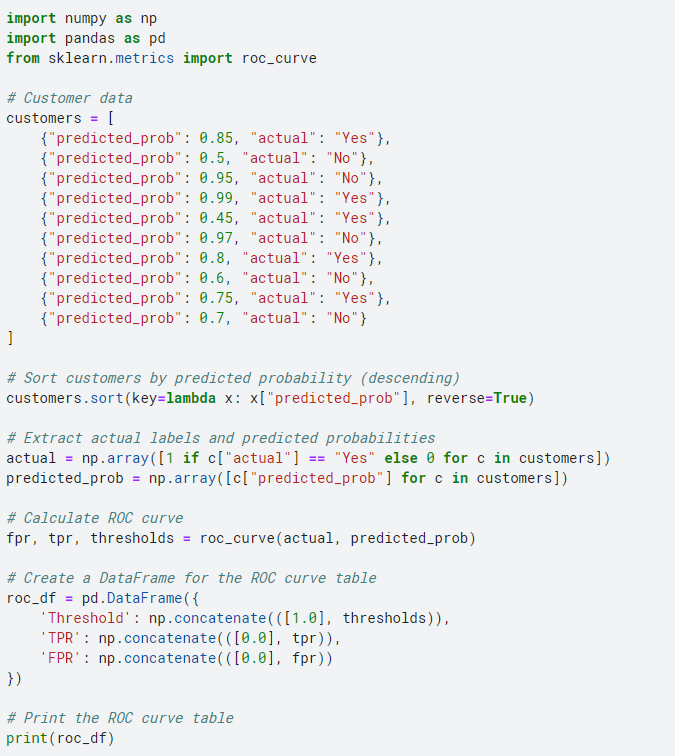 import numpy as np
import pandas as pd
from sklearn.metrics import roc_curve

# Customer data
customers = [
    {"predicted_prob": 0.85, "actual": "Yes"},
    {"predicted_prob": 0.5, "actual": "No"},
    {"predicted_prob": 0.95, "actual": "No"},
    {"predicted_prob": 0.99, "actual": "Yes"},
    {"predicted_prob": 0.45, "actual": "Yes"},
    {"predicted_prob": 0.97, "actual": "No"},
    {"predicted_prob": 0.8, "actual": "Yes"},
    {"predicted_prob": 0.6, "actual": "No"},
    {"predicted_prob": 0.75, "actual": "Yes"},
    {"predicted_prob": 0.7, "actual": "No"}
]

# Sort customers by predicted probability (descending)
customers.sort(key=lambda x: x["predicted_prob"], reverse=True)

# Extract actual labels and predicted probabilities
actual = np.array([1 if c["actual"] == "Yes" else 0 for c in customers])
predicted_prob = np.array([c["predicted_prob"] for c in customers])

# Calculate ROC curve
fpr, tpr, thresholds = roc_curve(actual, predicted_prob)

# Create a DataFrame for the ROC curve table
roc_df = pd.DataFrame({
    'Threshold': np.concatenate(([1.0], thresholds)),
    'TPR': np.concatenate(([0.0], tpr)),
    'FPR': np.concatenate(([0.0], fpr))
})

# Print the ROC curve table
print(roc_df)